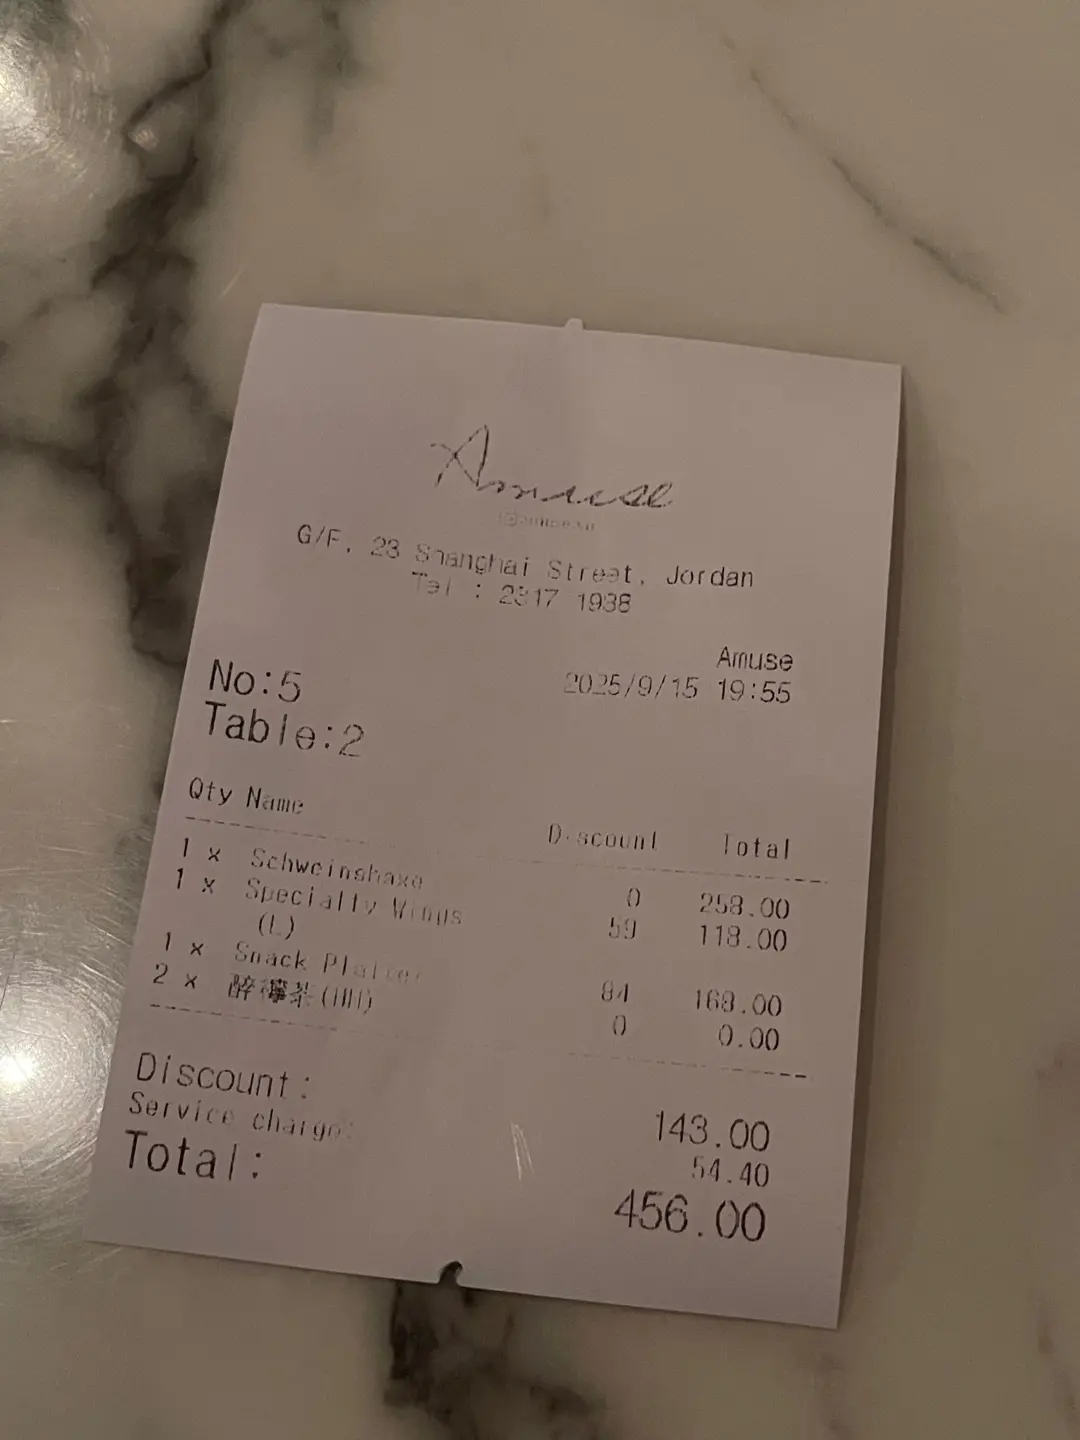 Amuse
G/F, 23 Shanghai Street, Jordan
Tel : 2317 1938
Amuse
No:5 2025/9/15 19:55
Table:2
Qty Name Discount Total
1 x Schweinshaxe 0 258.00
1 x Specialty Wings 59 118.00
(L)
1 x Snack Platter 84 168.00
2 x 醉檸茶(HH) 0 0.00
Discount: 143.00
Service charge: 54.40
Total: 456.00